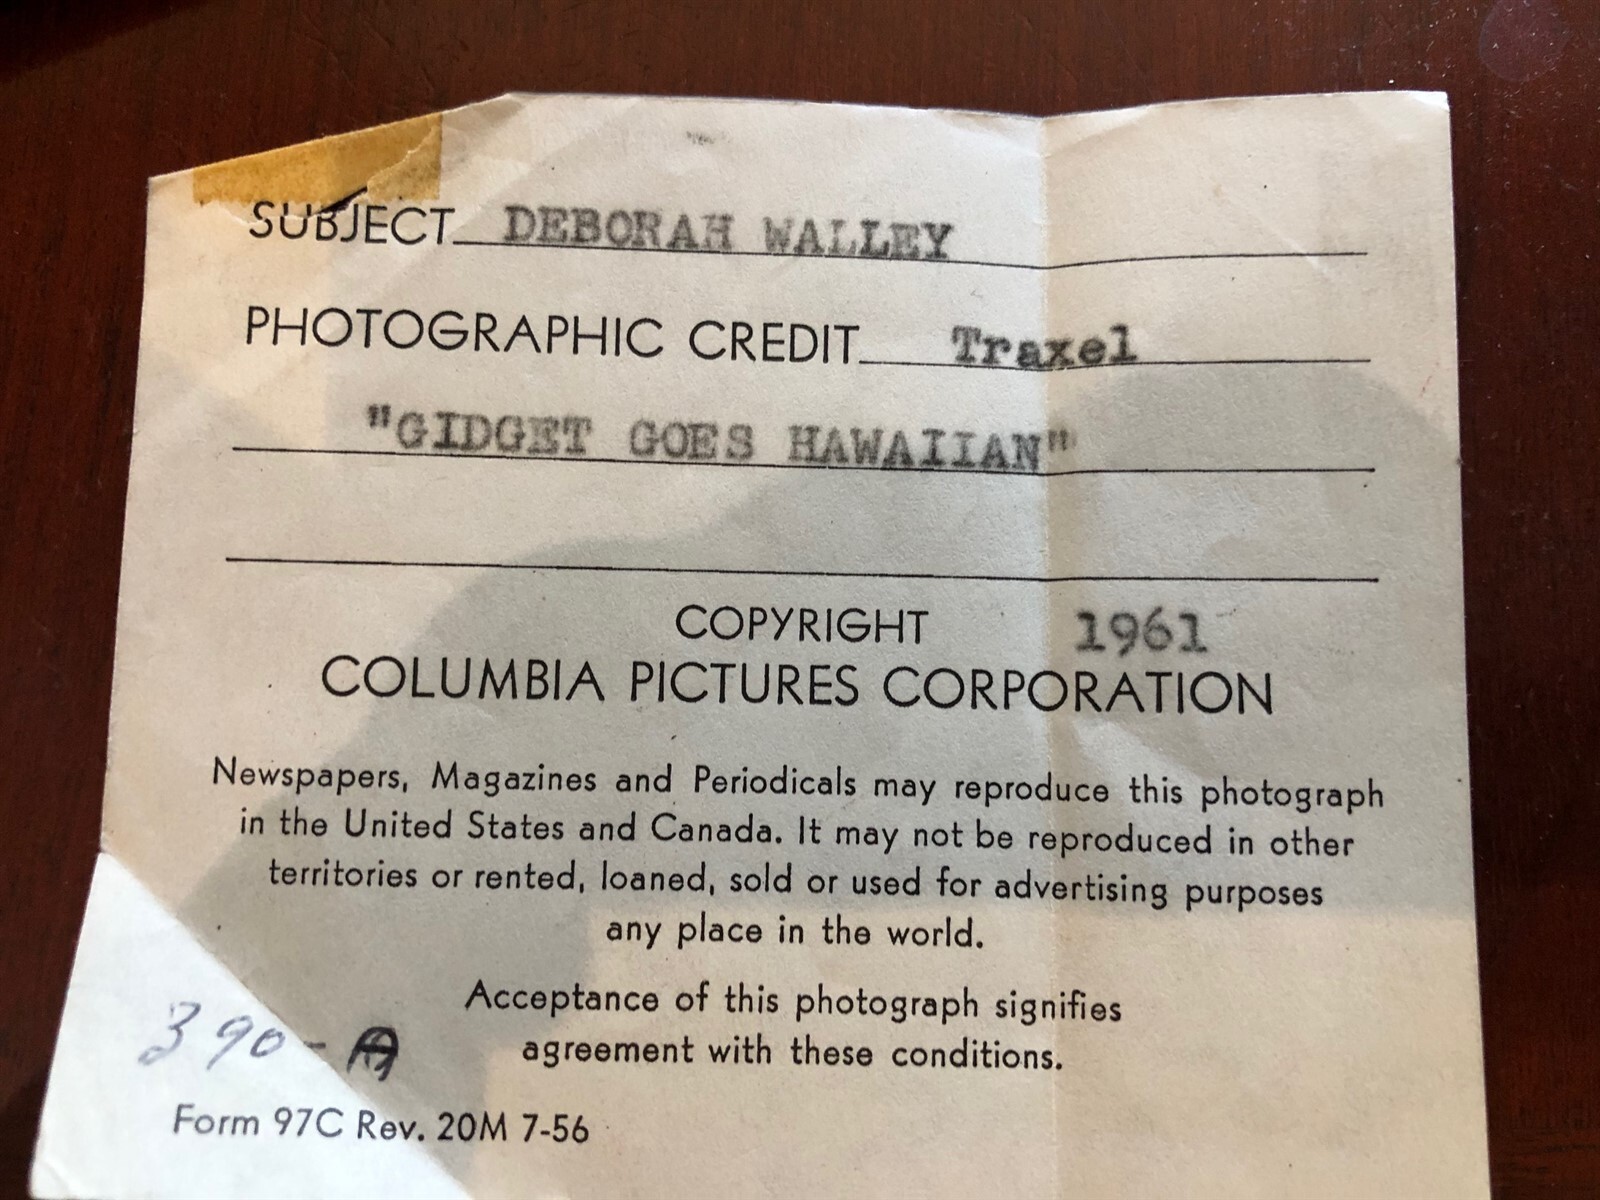 SUBJECT DEBORAH WALLEY
PHOTOGRAPHIC CREDIT Traxel
"GIDGET GOES HAWAIIAN"
COPYRIGHT 1961
COLUMBIA PICTURES CORPORATION
Newspapers, Magazines and Periodicals may reproduce this photograph
in the United States and Canada. It may not be reproduced in other
territories or rented, loaned, sold or used for advertising purposes
any place in the world.
Acceptance of this photograph signifies
agreement with these conditions.
390-A
Form 97C Rev. 20M 7-56